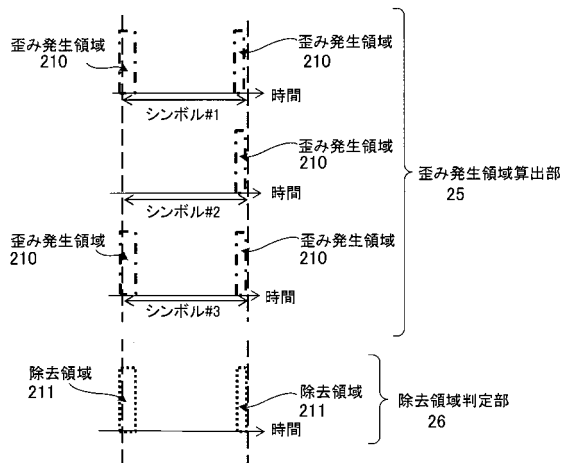 歪み発生領域
210
歪み発生領域
210
時間
シンボル#1
歪み発生領域
210
時間
シンボル#2
歪み発生領域
210
歪み発生領域
210
時間
シンボル#3
歪み発生領域算出部
25
除去領域
211
除去領域
211
時間
除去領域判定部
26